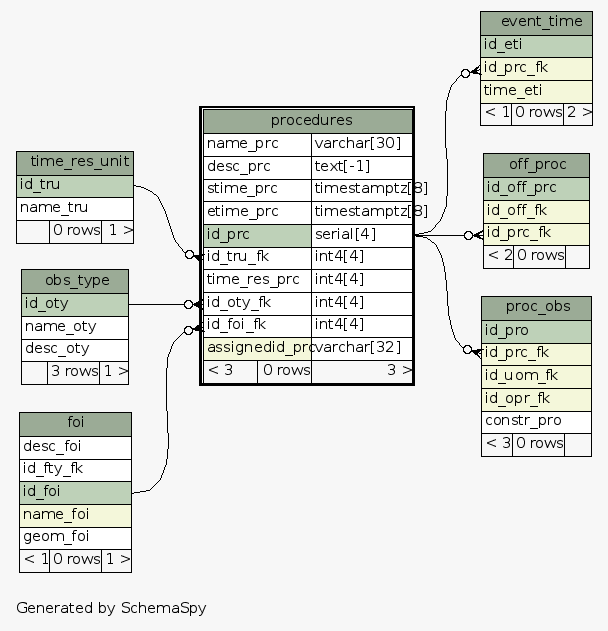 event_time
id_eti
id_prc_fk
time_eti
< 1 0 rows 2 >
procedures
name_prc varchar[30]
desc_prc text[-1]
stime_prc timestamptz[8]
etime_prc timestamptz[8]
id_prc serial[4]
id_tru_fk int4[4]
time_res_prc int4[4]
id_oty_fk int4[4]
id_foi_fk int4[4]
assignedid_prc varchar[32]
< 3 0 rows 3 >
time_res_unit
id_tru
name_tru
0 rows 1 >
off_proc
id_off_prc
id_off_fk
id_prc_fk
< 2 0 rows
obs_type
id_oty
name_oty
desc_oty
3 rows 1 >
proc_obs
id_pro
id_prc_fk
id_uom_fk
id_opr_fk
constr_pro
< 3 0 rows
foi
desc_foi
id_fty_fk
id_foi
name_foi
geom_foi
< 1 0 rows 1 >
Generated by SchemaSpy